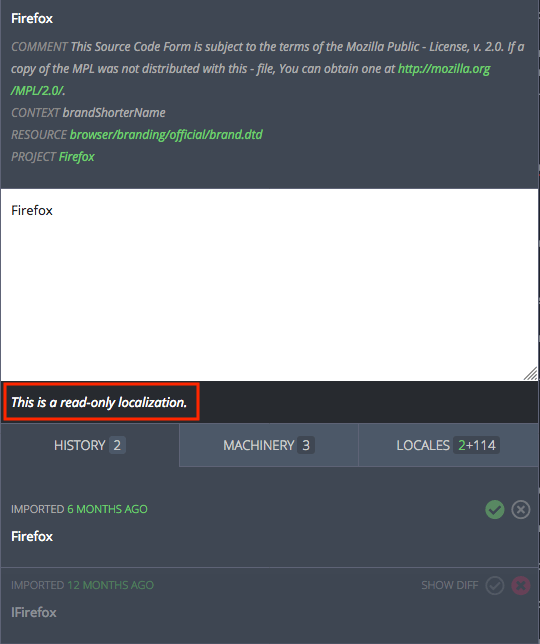 Firefox
COMMENT This Source Code Form is subject to the terms of the Mozilla Public - License, v. 2.0. If a
copy of the MPL was not distributed with this - file, You can obtain one at http://mozilla.org
/MPL/2.0/.
CONTEXT brandShorterName
RESOURCE browser/branding/official/brand.dtd
PROJECT Firefox
Firefox
This is a read-only localization.
HISTORY 2 MACHINERY 3 LOCALES 2+114
IMPORTED 6 MONTHS AGO
Firefox
IMPORTED 12 MONTHS AGO SHOW DIFF
IFirefox